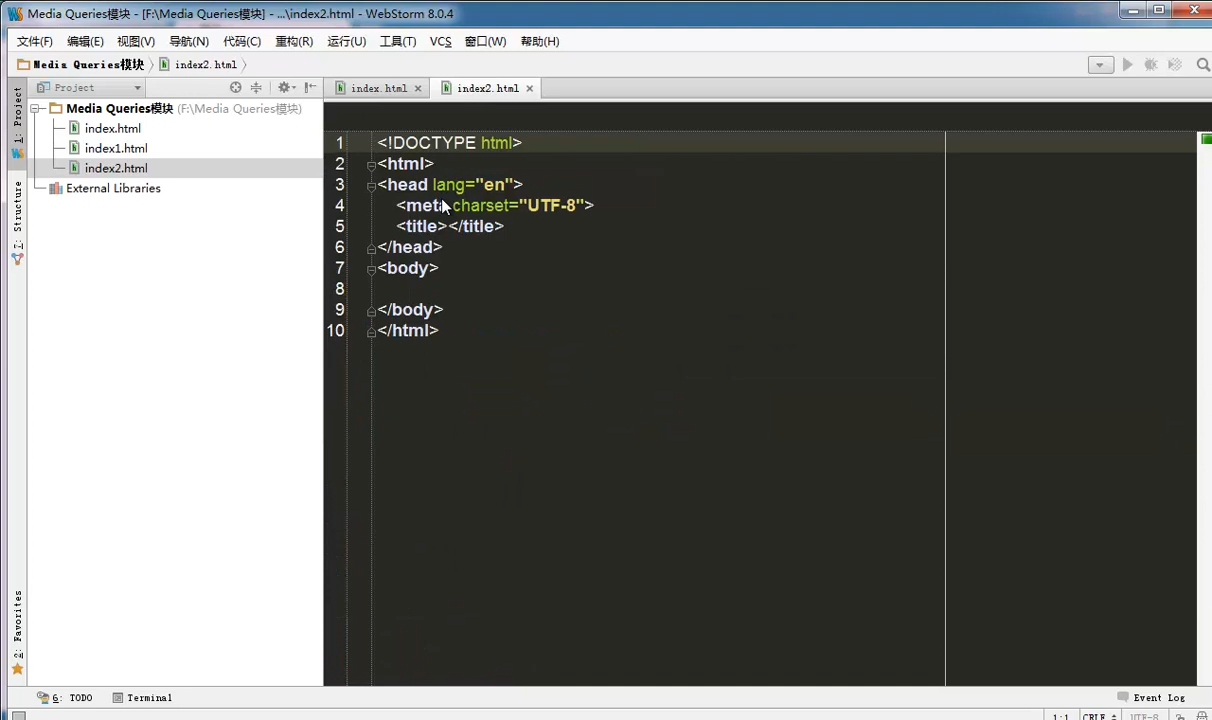 Media Queries模块 - [F:\Media Queries模块] - ...\index2.html - WebStorm 8.0.4
文件(F) 编辑(E) 视图(V) 导航(N) 代码(C) 重构(R) 运行(U) 工具(T) VCS 窗口(W) 帮助(H)
Media Queries模块 index2.html
Project
index.html index2.html
1: Project
7: Structure
2: Favorites
Media Queries模块 (F:\Media Queries模块)
index.html
index1.html
index2.html
External Libraries
1 <!DOCTYPE html>
2 <html>
3 <head lang="en">
4 <meta charset="UTF-8">
5 <title></title>
6 </head>
7 <body>
8
9 </body>
10 </html>
6: TODO Terminal Event Log
1:1 CRLF UTF-8